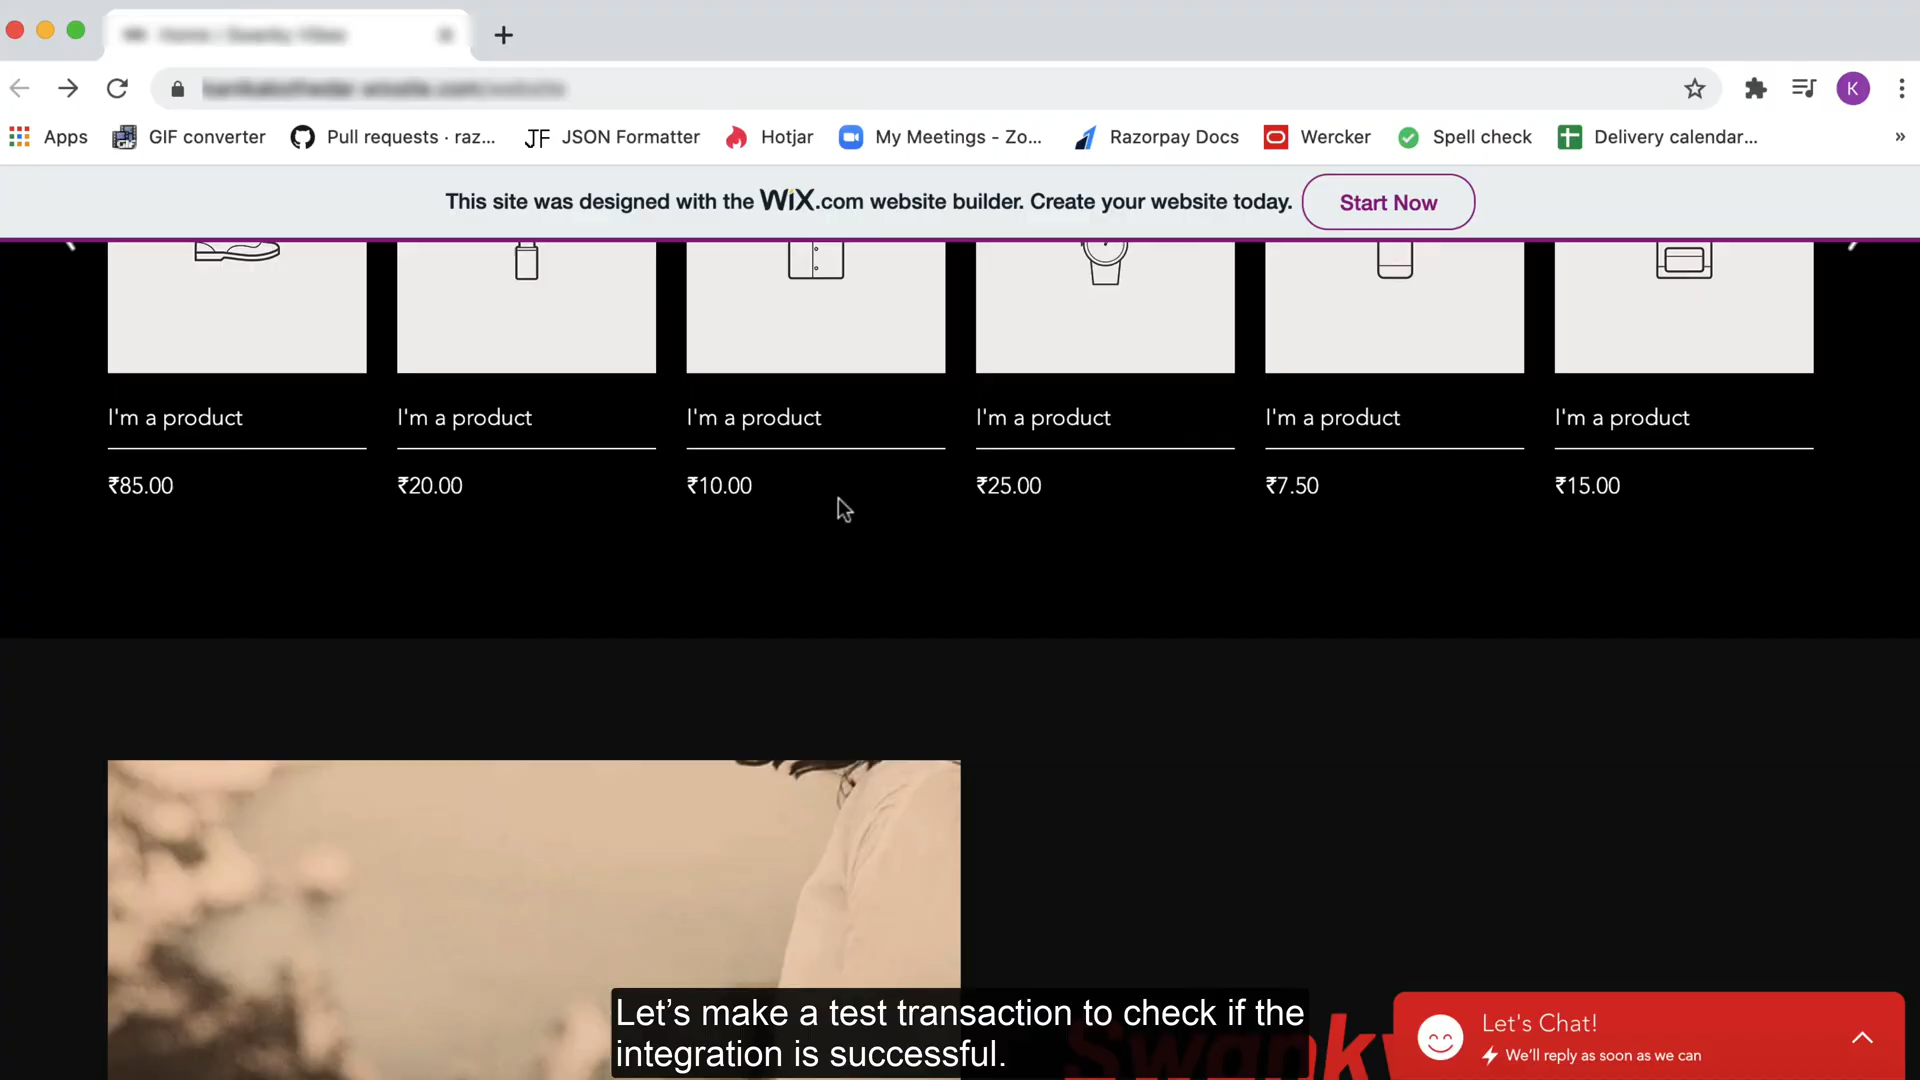 K
Apps
GIF converter
Pull requests · raz...
JF
JSON Formatter
Hotjar
My Meetings - Zo...
Razorpay Docs
Wercker
Spell check
Delivery calendar...
»
This site was designed with the WiX.com website builder. Create your website today.
Start Now
I'm a product
I'm a product
I'm a product
I'm a product
I'm a product
I'm a product
₹85.00
₹20.00
₹10.00
₹25.00
₹7.50
₹15.00
Let’s make a test transaction to check if the
integration is successful.
Swanky
Let's Chat!
We'll reply as soon as we can